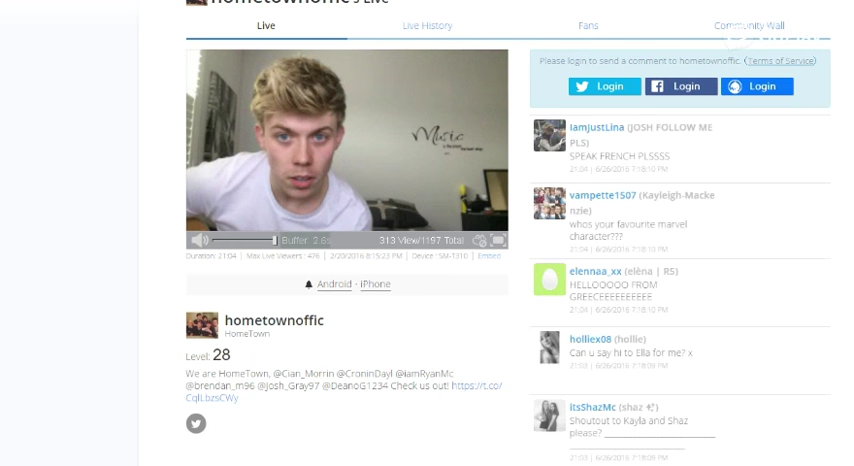 hometownoffic's Live
Live
Live History
Fans
Community Wall
Music
Buffer: 2.6s
313 View/1197 Total
Duration: 21:04 | Max Live Viewers : 476 | 2/20/2016 8:15:23 PM | Device : SM-T310 | Embed
Android - iPhone
hometownoffic
HomeTown
Level: 28
We are HomeTown, @Cian_Morrin @CroninDayl @iamRyanMc
@brendan_m96 @Josh_Gray97 @DeanoG1234 Check us out! https://t.co/
CqlLbzsCWy
Please login to send a comment to hometownoffic. (Terms of Service)
Login
Login
Login
IamJustLina (JOSH FOLLOW ME
PLS)
SPEAK FRENCH PLSSSS
21:04 | 6/26/2016 7:18:10 PM
vampette1507 (Kayleigh-Macke
nzie)
whos your favourite marvel
character???
21:04 | 6/26/2016 7:18:10 PM
elennaa_xx (elèna | R5)
HELLOOOOO FROM
GREECEEEEEEEEE
21:04 | 6/26/2016 7:18:10 PM
holliex08 (hollie)
Can u say hi to Ella for me? x
21:03 | 6/26/2016 7:18:09 PM
itsShazMc (shaz)
Shoutout to Kayla and Shaz
please?
21:03 | 6/26/2016 7:18:09 PM